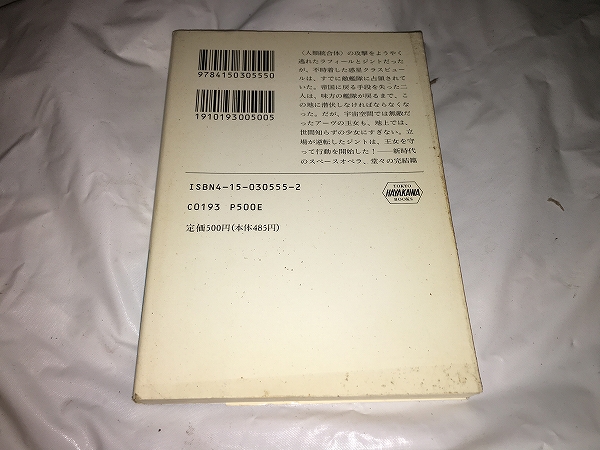 9784150305550
1910193005005
〈人類統合体〉の攻撃をようやく
逃れたラフィールとジントだった
が、不時着した惑星クラスビュー
ルは、すでに敵艦隊に占領されて
いた。帝国に戻る手段を失った二
人は、味方の艦隊が戻るまで、こ
の地に潜伏しなければならなくな
った。だが、宇宙空間では無敵だ
ったアーヴの王女も、地上では、
世間知らずの少女にすぎない。立
場が逆転したジントは、王女を守
って行動を開始した！──新時代
のスペースオペラ、堂々の完結篇
ISBN4-15-030555-2
C0193 P500E
定価500円(本体485円)
TOKYO
HAYAKAWA
BOOKS